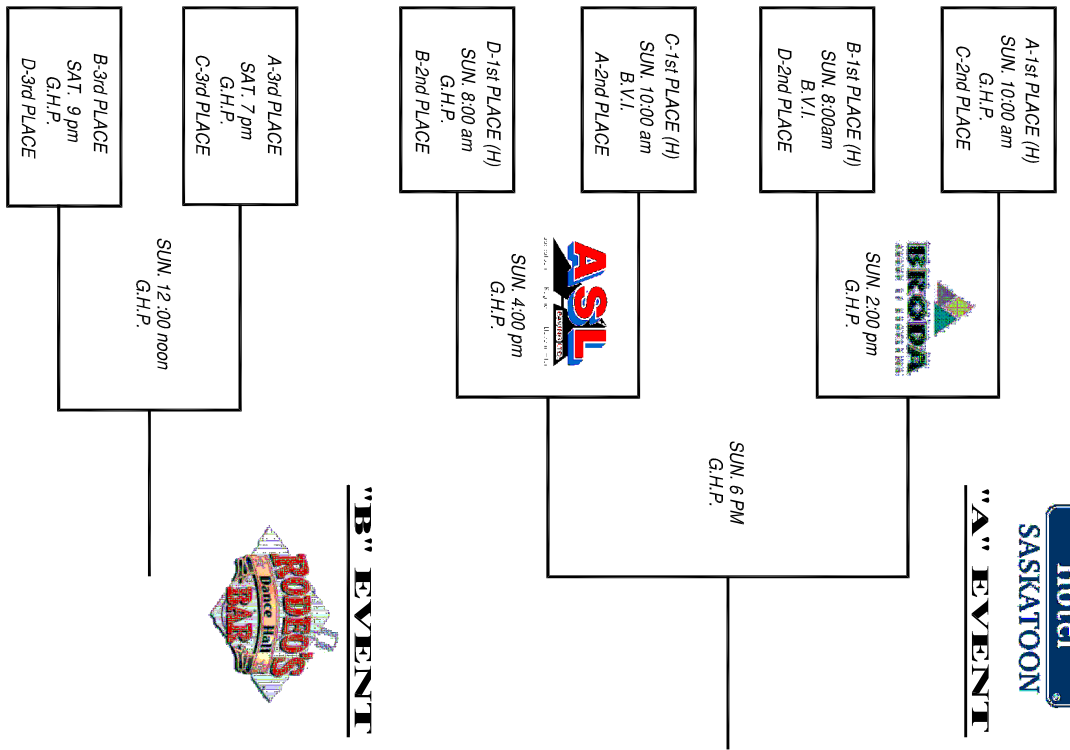 Hotel
SASKATOON
"A" EVENT
A-1st PLACE (H)
SUN. 10:00 am
G.H.P.
C-2nd PLACE
B-1st PLACE (H)
SUN. 8:00am
B.V.I.
D-2nd PLACE
BRODA
SUN. 2:00 pm
G.H.P.
C-1st PLACE (H)
SUN. 10:00 am
B.V.I.
A-2nd PLACE
D-1st PLACE (H)
SUN. 8:00 am
G.H.P.
B-2nd PLACE
ASL
SUN. 4:00 pm
G.H.P.
SUN. 6 PM
G.H.P.
"B" EVENT
RODEO'S
Dance Hall
BAR
A-3rd PLACE
SAT. 7 pm
G.H.P.
C-3rd PLACE
B-3rd PLACE
SAT. 9 pm
G.H.P.
D-3rd PLACE
SUN. 12 :00 noon
G.H.P.